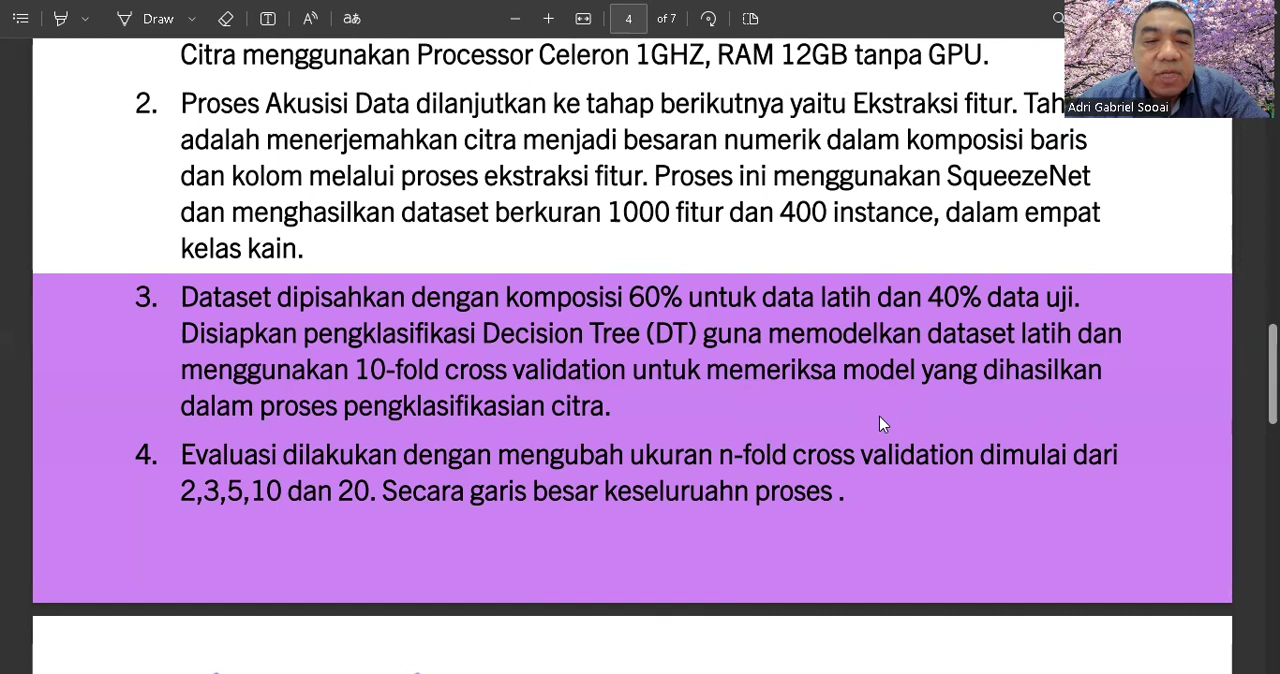 Draw
4 of 7
Citra menggunakan Processor Celeron 1GHZ, RAM 12GB tanpa GPU.
Adri Gabriel Sooai
2. Proses Akusisi Data dilanjutkan ke tahap berikutnya yaitu Ekstraksi fitur. Tah
adalah menerjemahkan citra menjadi besaran numerik dalam komposisi baris
dan kolom melalui proses ekstraksi fitur. Proses ini menggunakan SqueezeNet
dan menghasilkan dataset berkuran 1000 fitur dan 400 instance, dalam empat
kelas kain.
3. Dataset dipisahkan dengan komposisi 60% untuk data latih dan 40% data uji.
Disiapkan pengklasifikasi Decision Tree (DT) guna memodelkan dataset latih dan
menggunakan 10-fold cross validation untuk memeriksa model yang dihasilkan
dalam proses pengklasifikasian citra.
4. Evaluasi dilakukan dengan mengubah ukuran n-fold cross validation dimulai dari
2,3,5,10 dan 20. Secara garis besar keseluruahn proses .